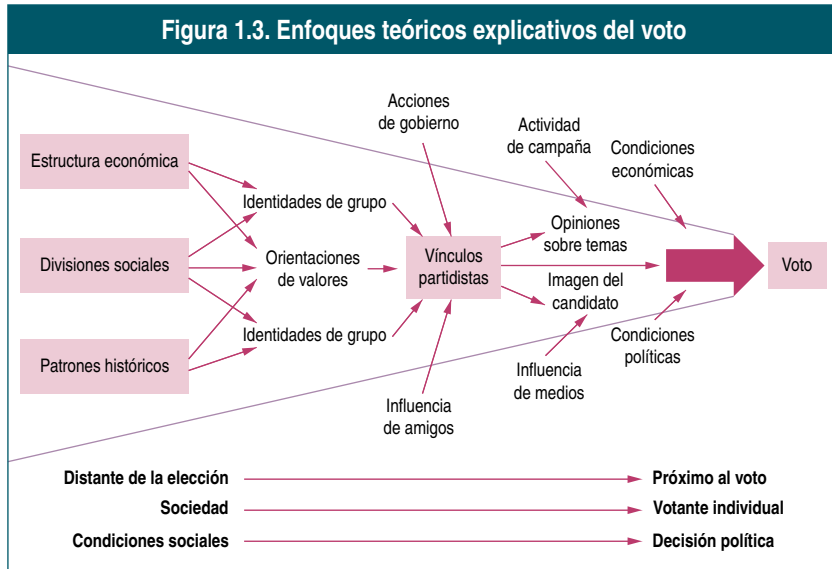 Figura 1.3. Enfoques teóricos explicativos del voto
Acciones
de gobierno
Actividad
de campaña
Condiciones
económicas
Estructura económica
Identidades de grupo
Opiniones
sobre temas
Divisiones sociales
Orientaciones
de valores
Vínculos
partidistas
Voto
Imagen del
candidato
Identidades de grupo
Condiciones
políticas
Patrones históricos
Influencia
de medios
Influencia
de amigos
Distante de la elección
Próximo al voto
Sociedad
Votante individual
Condiciones sociales
Decisión política